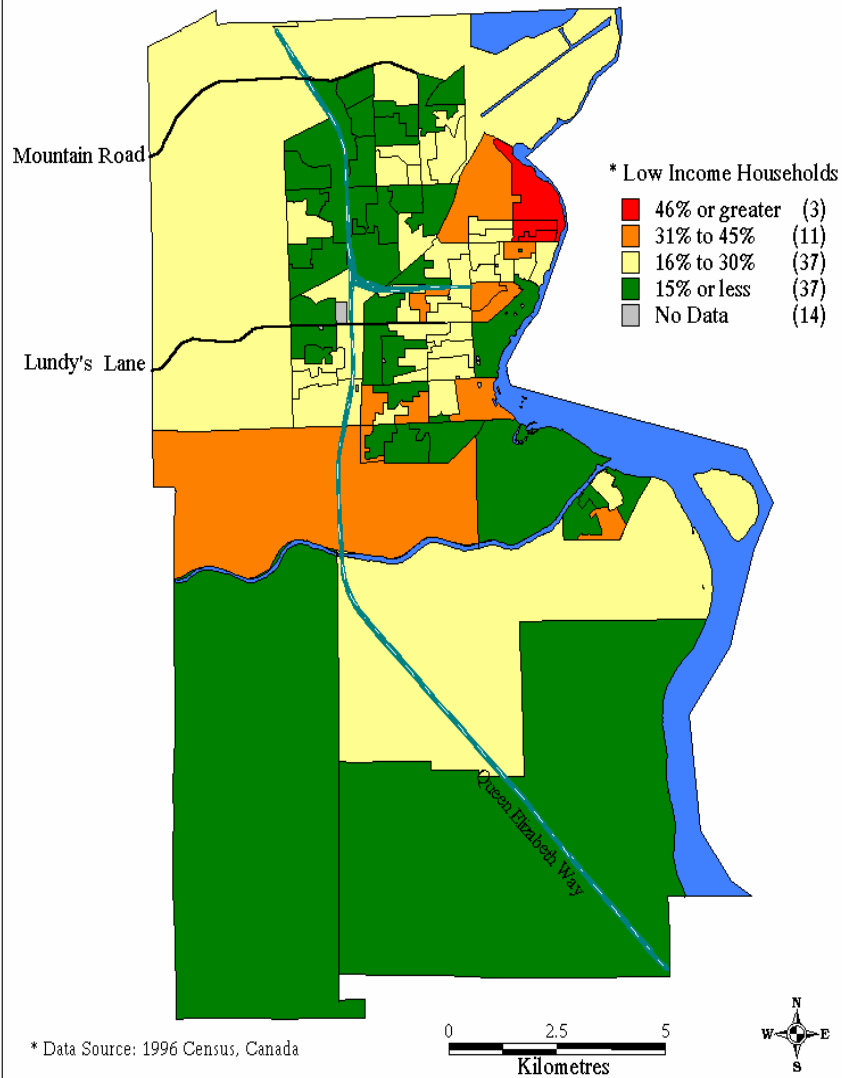 Mountain Road
* Low Income Households
46% or greater (3)
31% to 45% (11)
16% to 30% (37)
15% or less (37)
No Data (14)
Lundy's Lane
Queen Elizabeth Way
* Data Source: 1996 Census, Canada
0 2.5 5
Kilometres
N
W E
S